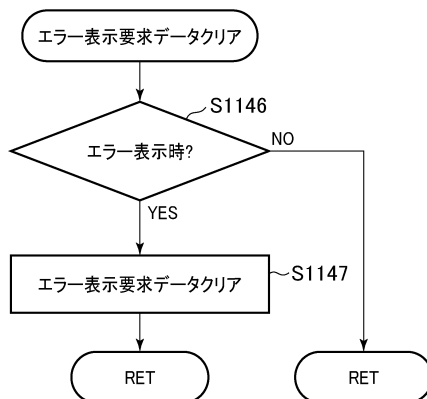 エラー表示要求データクリア
S1146
エラー表示時?
NO
YES
エラー表示要求データクリア
S1147
RET
RET